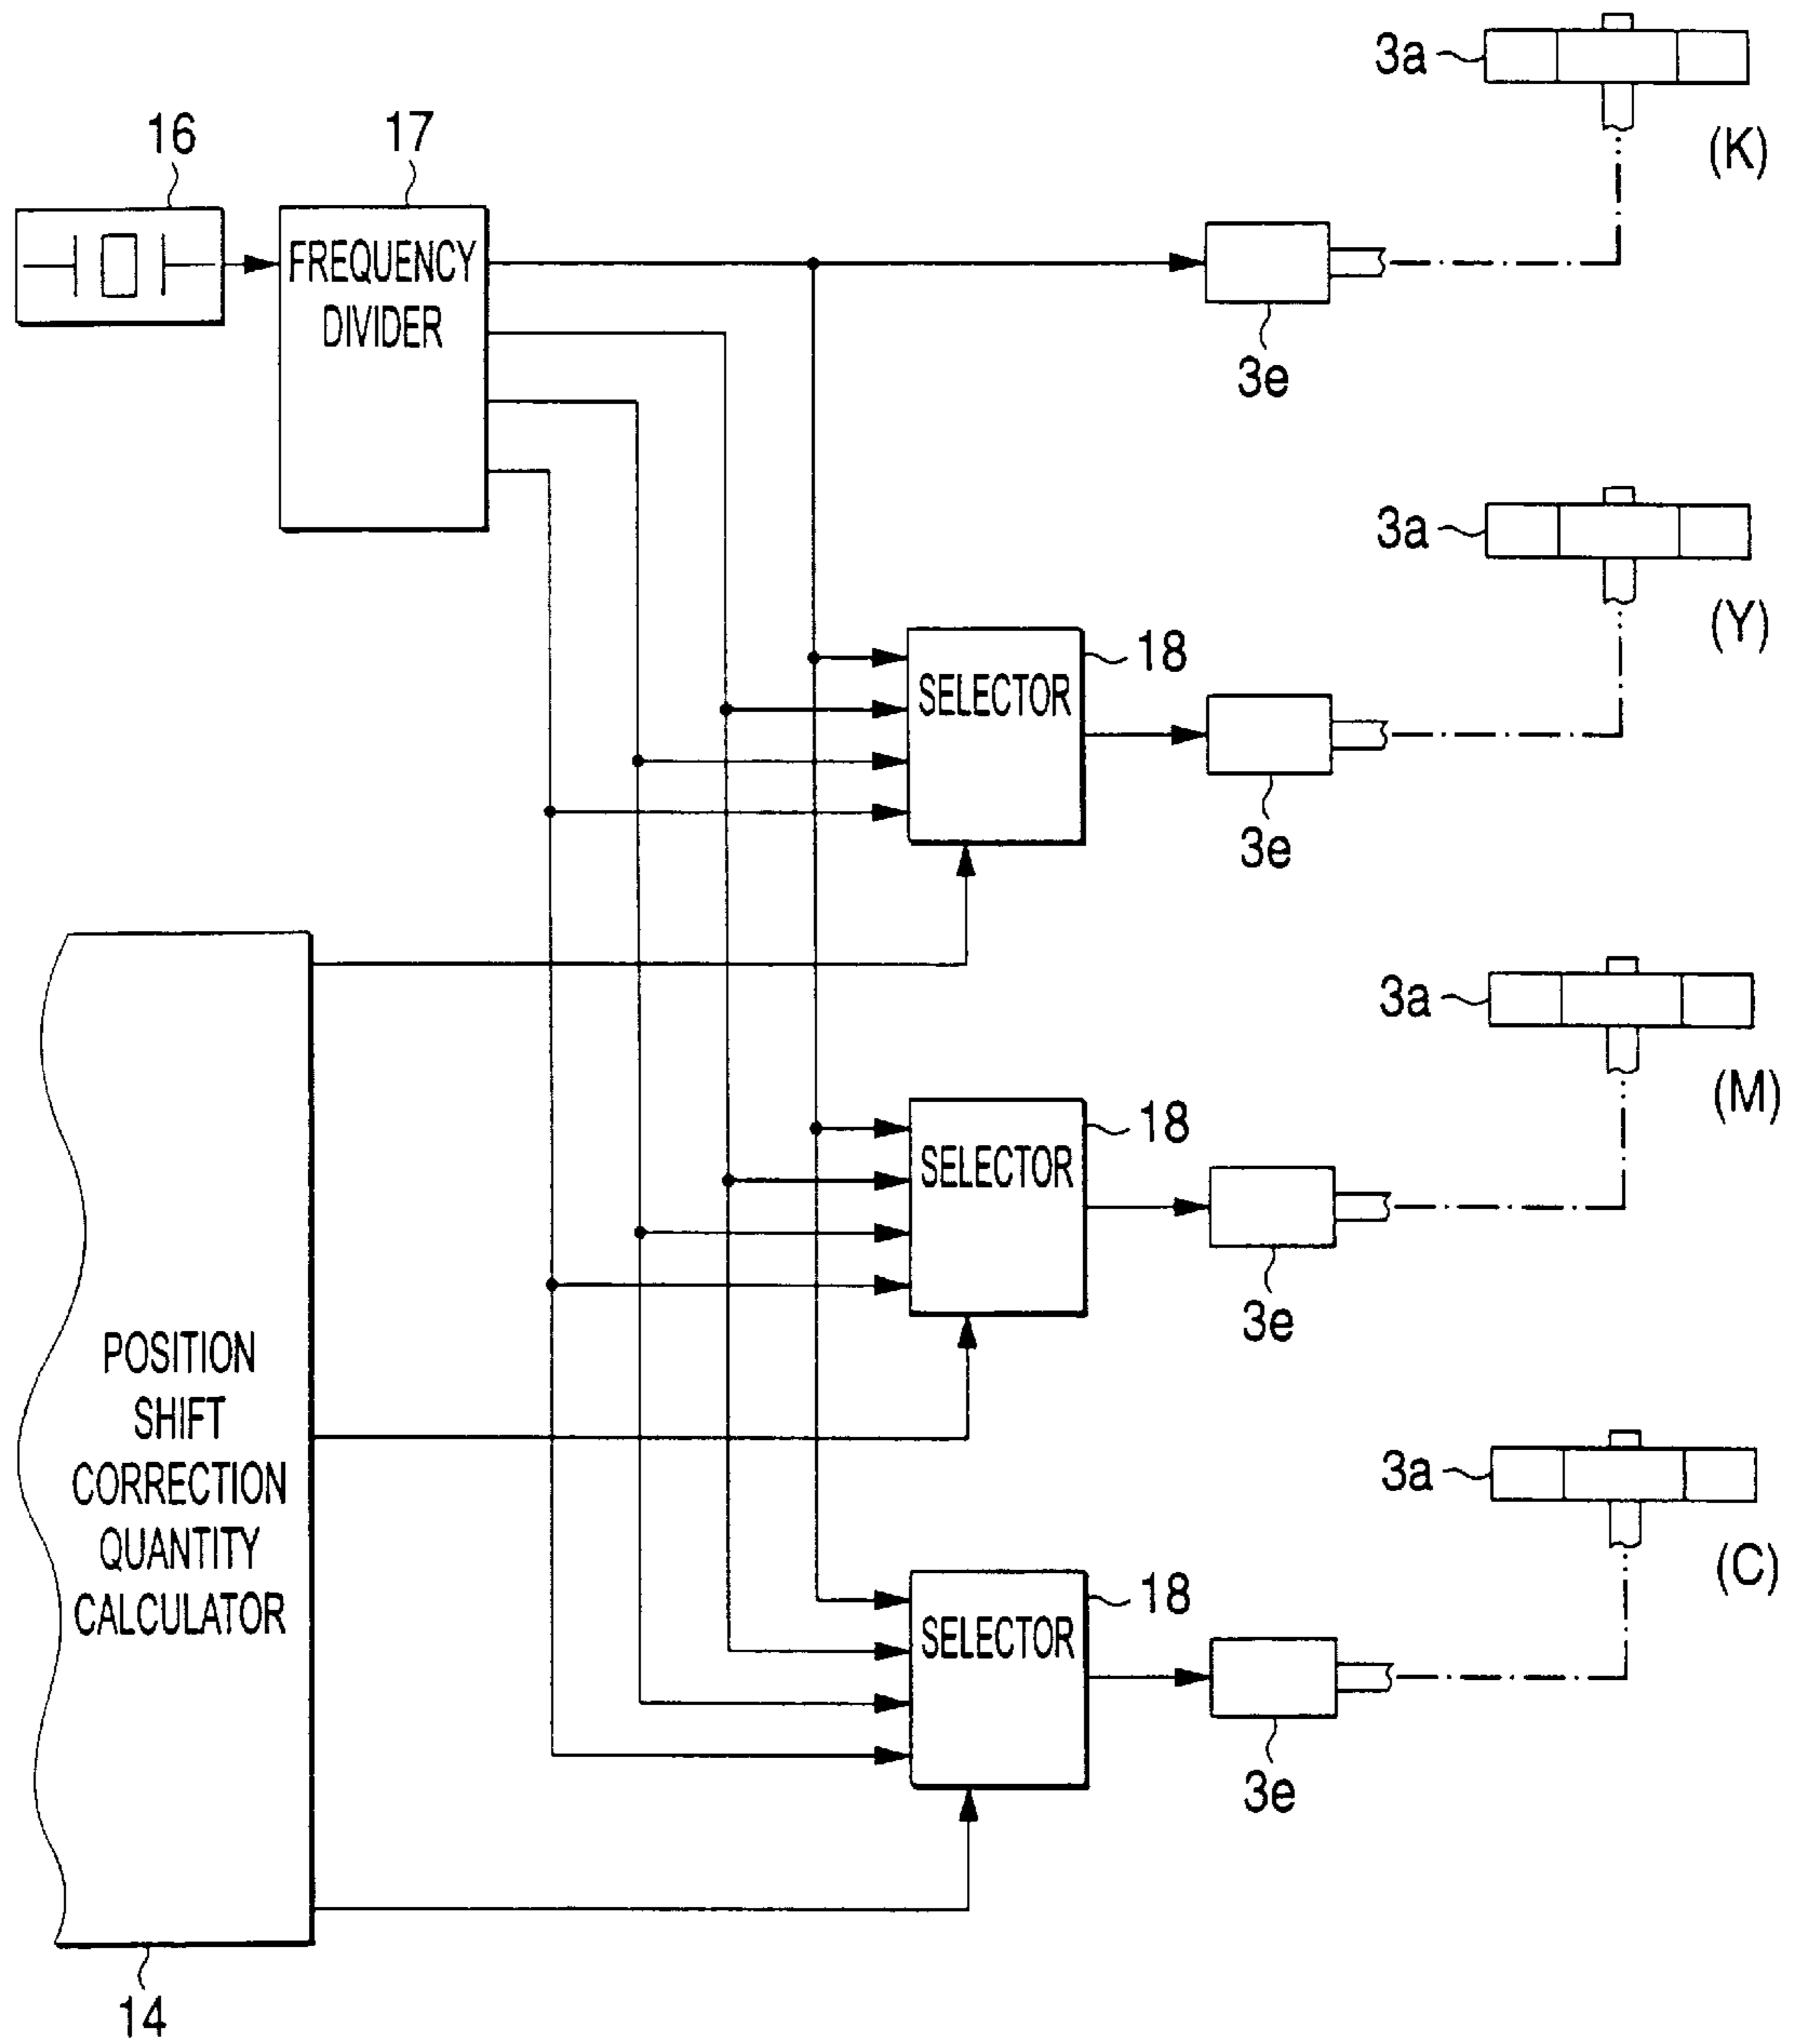 3a
(K)
16
17
FREQUENCY
DIVIDER
3e
3a
(Y)
18
SELECTOR
3e
3a
(M)
18
SELECTOR
3e
POSITION
SHIFT
CORRECTION
QUANTITY
CALCULATOR
3a
(C)
18
SELECTOR
3e
14